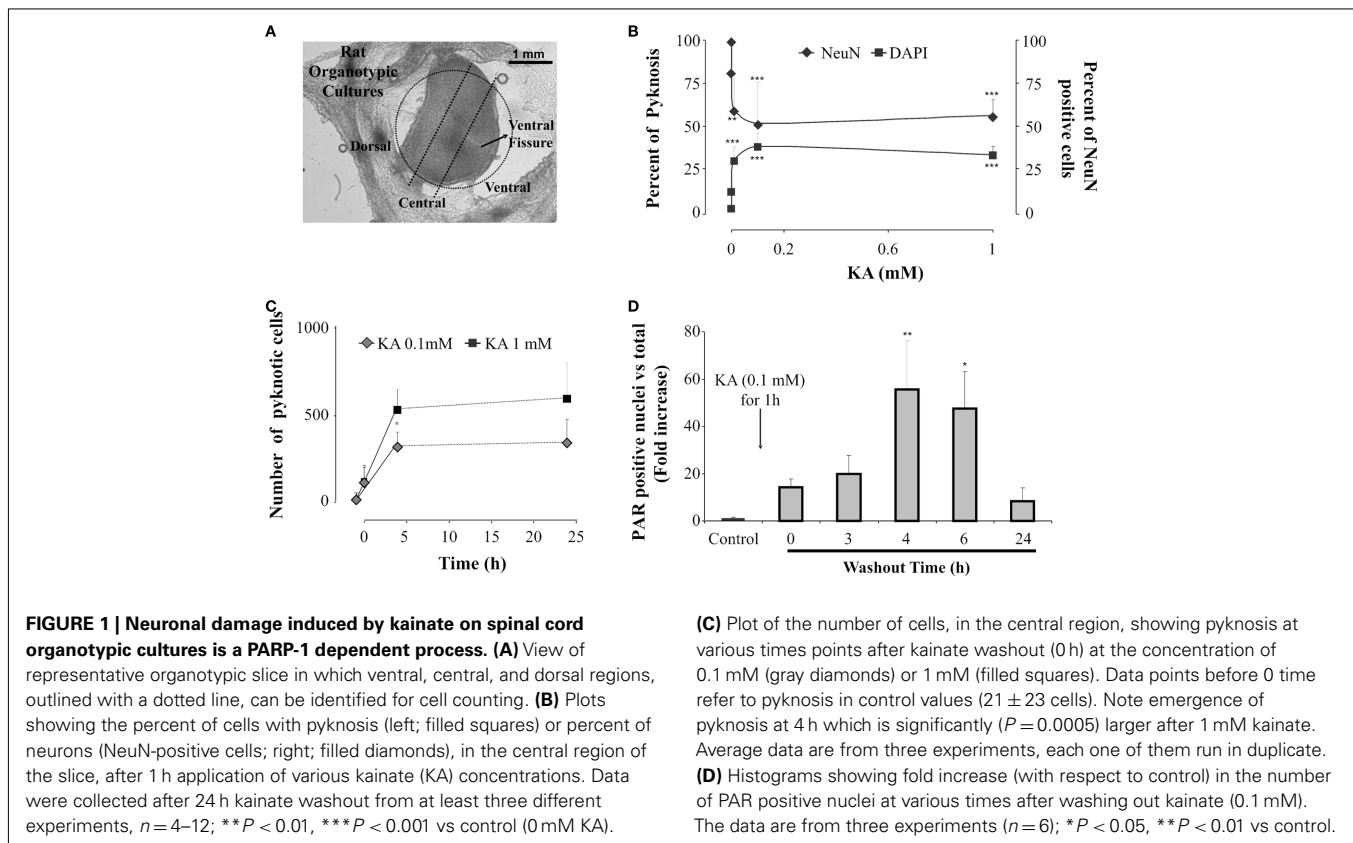 A
Rat
Organotypic
Cultures
1 mm
Ventral
Fissure
Dorsal
Ventral
Central
B
NeuN DAPI
Percent of Pyknosis
100
75
50
25
0
***
**
***
***
***
***
100
75
50
25
0
Percent of NeuN
positive cells
0 0.2 0.6 1
KA (mM)
C
Number of pyknotic cells
1000
500
0
KA 0.1mM KA 1 mM
*
0 5 10 15 20 25
Time (h)
D
PAR positive nuclei vs total
(Fold increase)
80
60
40
20
0
KA (0.1 mM)
for 1h
**
*
Control 0 3 4 6 24
Washout Time (h)
FIGURE 1 | Neuronal damage induced by kainate on spinal cord
organotypic cultures is a PARP-1 dependent process. (A) View of
representative organotypic slice in which ventral, central, and dorsal regions,
outlined with a dotted line, can be identified for cell counting. (B) Plots
showing the percent of cells with pyknosis (left; filled squares) or percent of
neurons (NeuN-positive cells; right; filled diamonds), in the central region of
the slice, after 1 h application of various kainate (KA) concentrations. Data
were collected after 24 h kainate washout from at least three different
experiments, n = 4–12; **P < 0.01, ***P < 0.001 vs control (0 mM KA).
(C) Plot of the number of cells, in the central region, showing pyknosis at
various times points after kainate washout (0 h) at the concentration of
0.1 mM (gray diamonds) or 1 mM (filled squares). Data points before 0 time
refer to pyknosis in control values (21 ± 23 cells). Note emergence of
pyknosis at 4 h which is significantly (P = 0.0005) larger after 1 mM kainate.
Average data are from three experiments, each one of them run in duplicate.
(D) Histograms showing fold increase (with respect to control) in the number
of PAR positive nuclei at various times after washing out kainate (0.1 mM).
The data are from three experiments (n = 6); *P < 0.05, **P < 0.01 vs control.